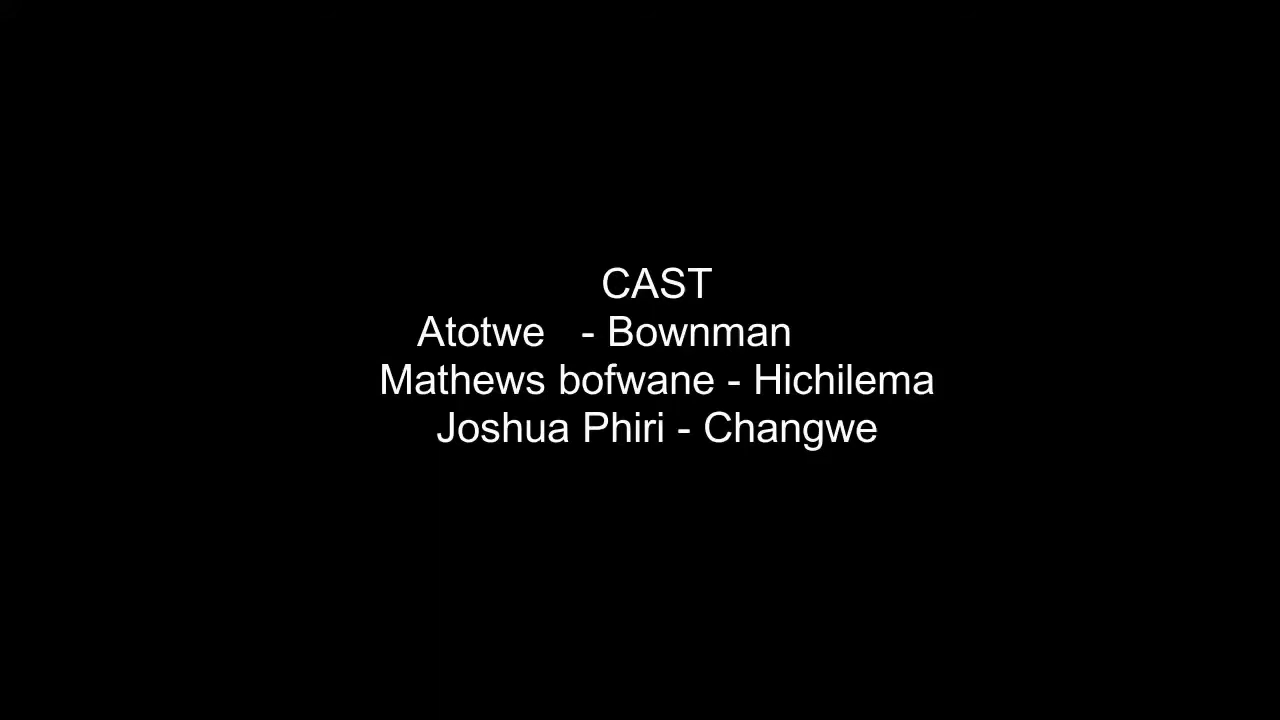 CAST
Atotwe - Bownman
Mathews bofwane - Hichilema
Joshua Phiri - Changwe